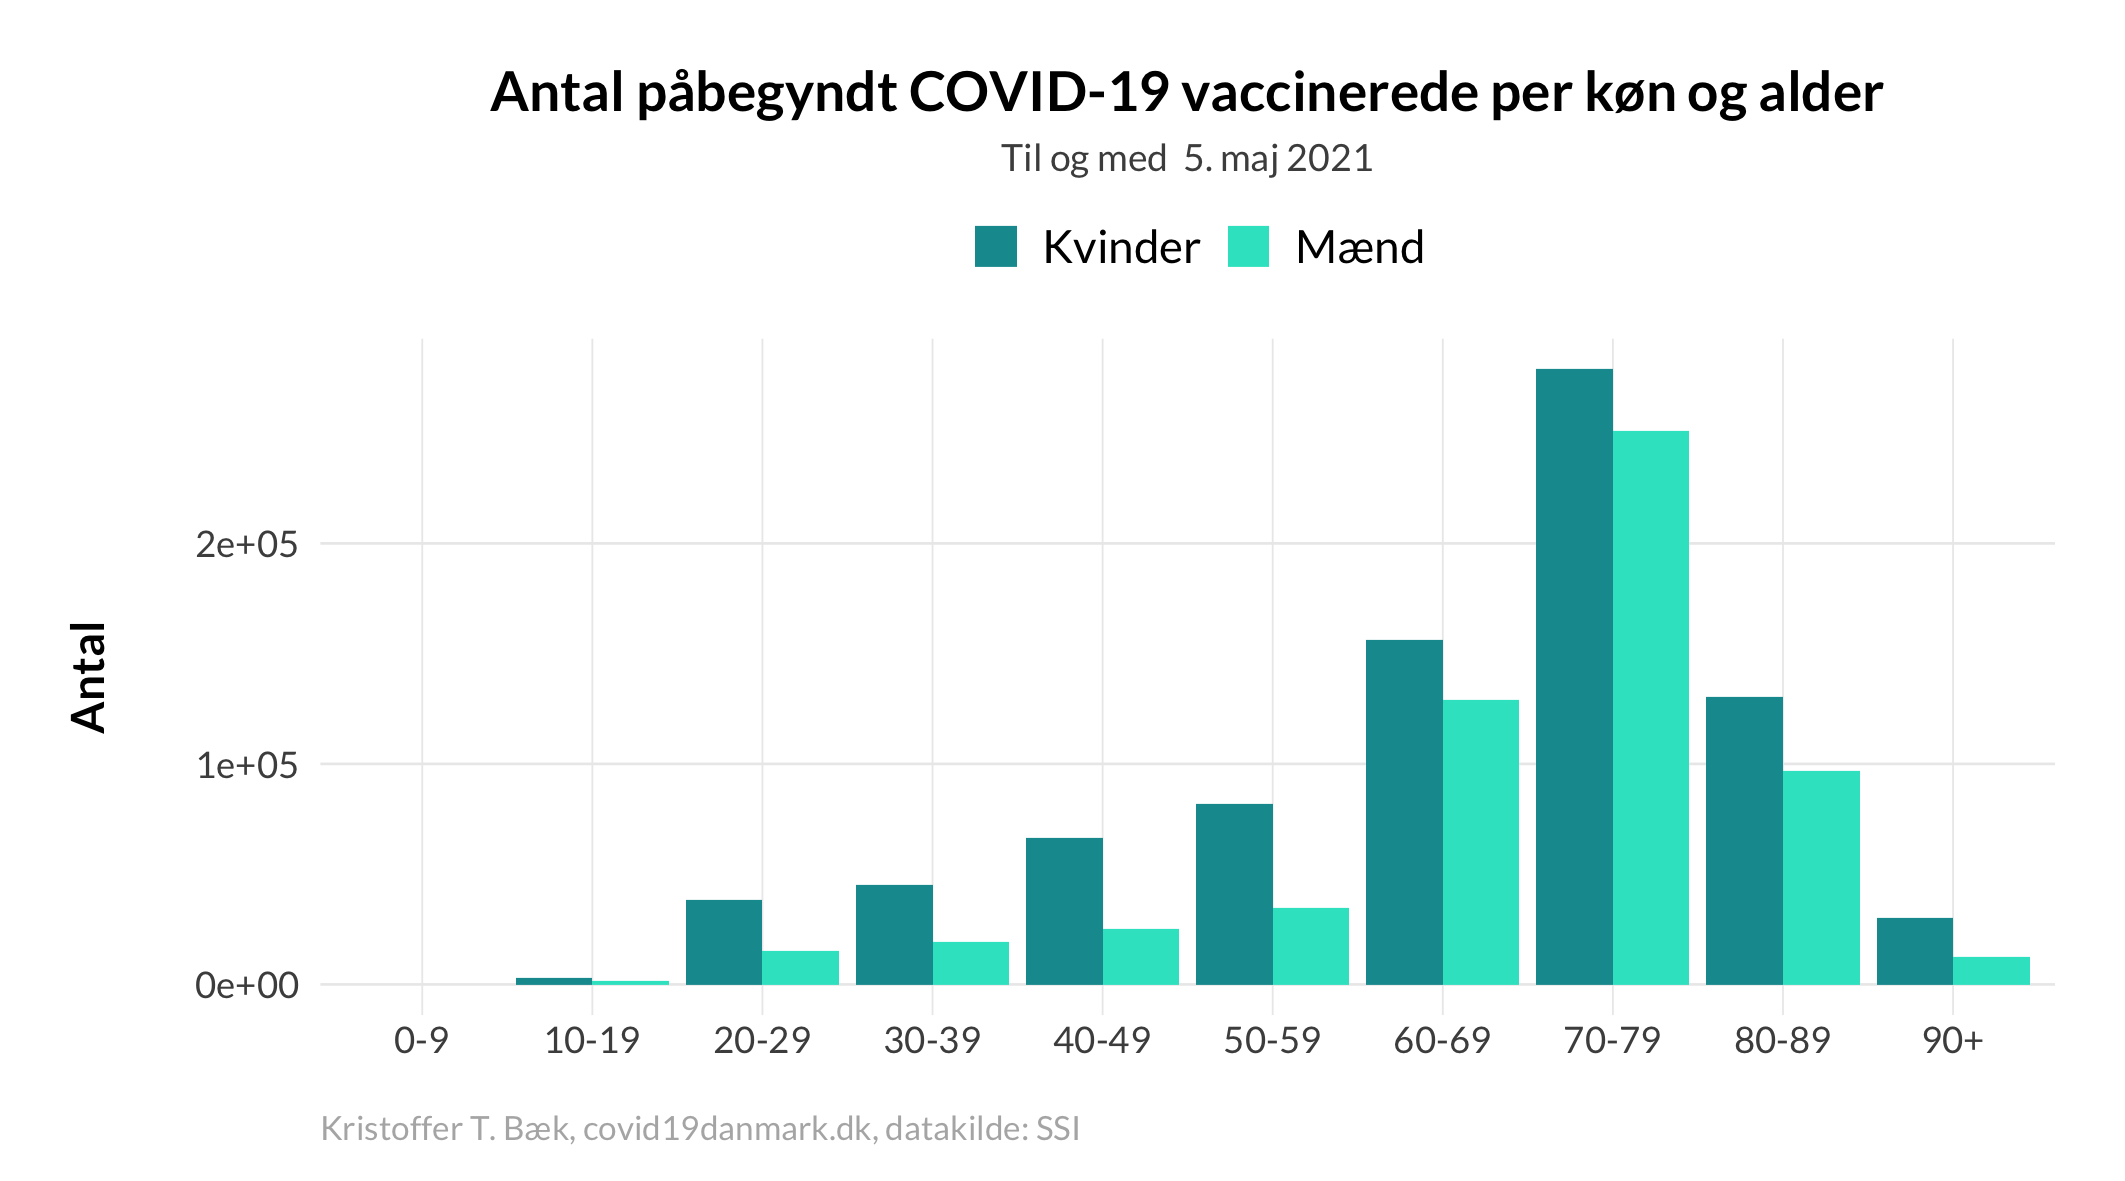 Antal påbegyndt COVID-19 vaccinerede per køn og alder
Til og med  5. maj 2021
Kvinder Mænd
Antal
2e+05
1e+05
0e+00
0-9 10-19 20-29 30-39 40-49 50-59 60-69 70-79 80-89 90+
Kristoffer T. Bæk, covid19danmark.dk, datakilde: SSI